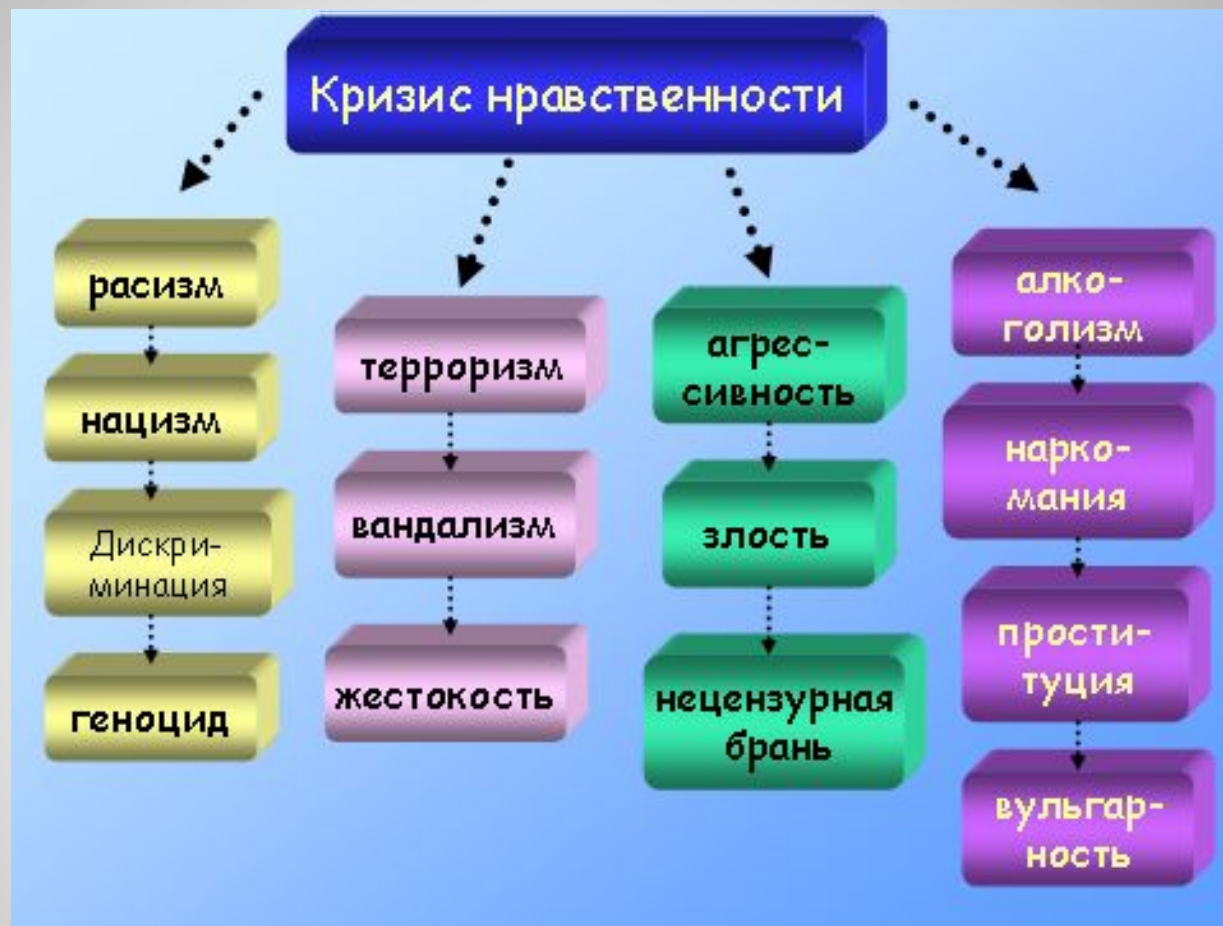 Кризис нравственности
расизм
нацизм
Дискри-
минация
геноцид
терроризм
вандализм
жестокость
агрес-
сивность
злость
нецензурная
брань
алко-
голизм
нарко-
мания
прости-
туция
вульгар-
ность